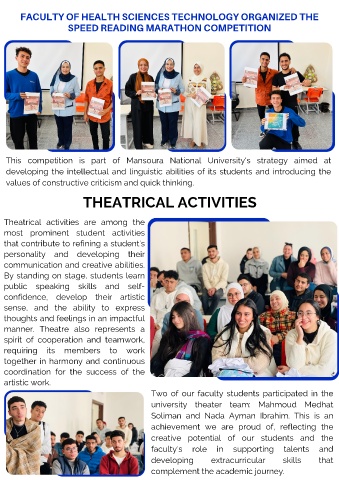 FACULTY OF HEALTH SCIENCES TECHNOLOGY ORGANIZED THE
SPEED READING MARATHON COMPETITION
This competition is part of Mansoura National University's strategy aimed at
developing the intellectual and linguistic abilities of its students and introducing the
values of constructive criticism and quick thinking.
THEATRICAL ACTIVITIES
Theatrical activities are among the
most prominent student activities
that contribute to refining a student's
personality and developing their
communication and creative abilities.
By standing on stage, students learn
public speaking skills and self-
confidence, develop their artistic
sense, and the ability to express
thoughts and feelings in an impactful
manner. Theatre also represents a
spirit of cooperation and teamwork,
requiring its members to work
together in harmony and continuous
coordination for the success of the
artistic work.
Two of our faculty students participated in the
university theater team: Mahmoud Medhat
Soliman and Nada Ayman Ibrahim. This is an
achievement we are proud of, reflecting the
creative potential of our students and the
faculty's role in supporting talents and
developing extracurricular skills that
complement the academic journey.